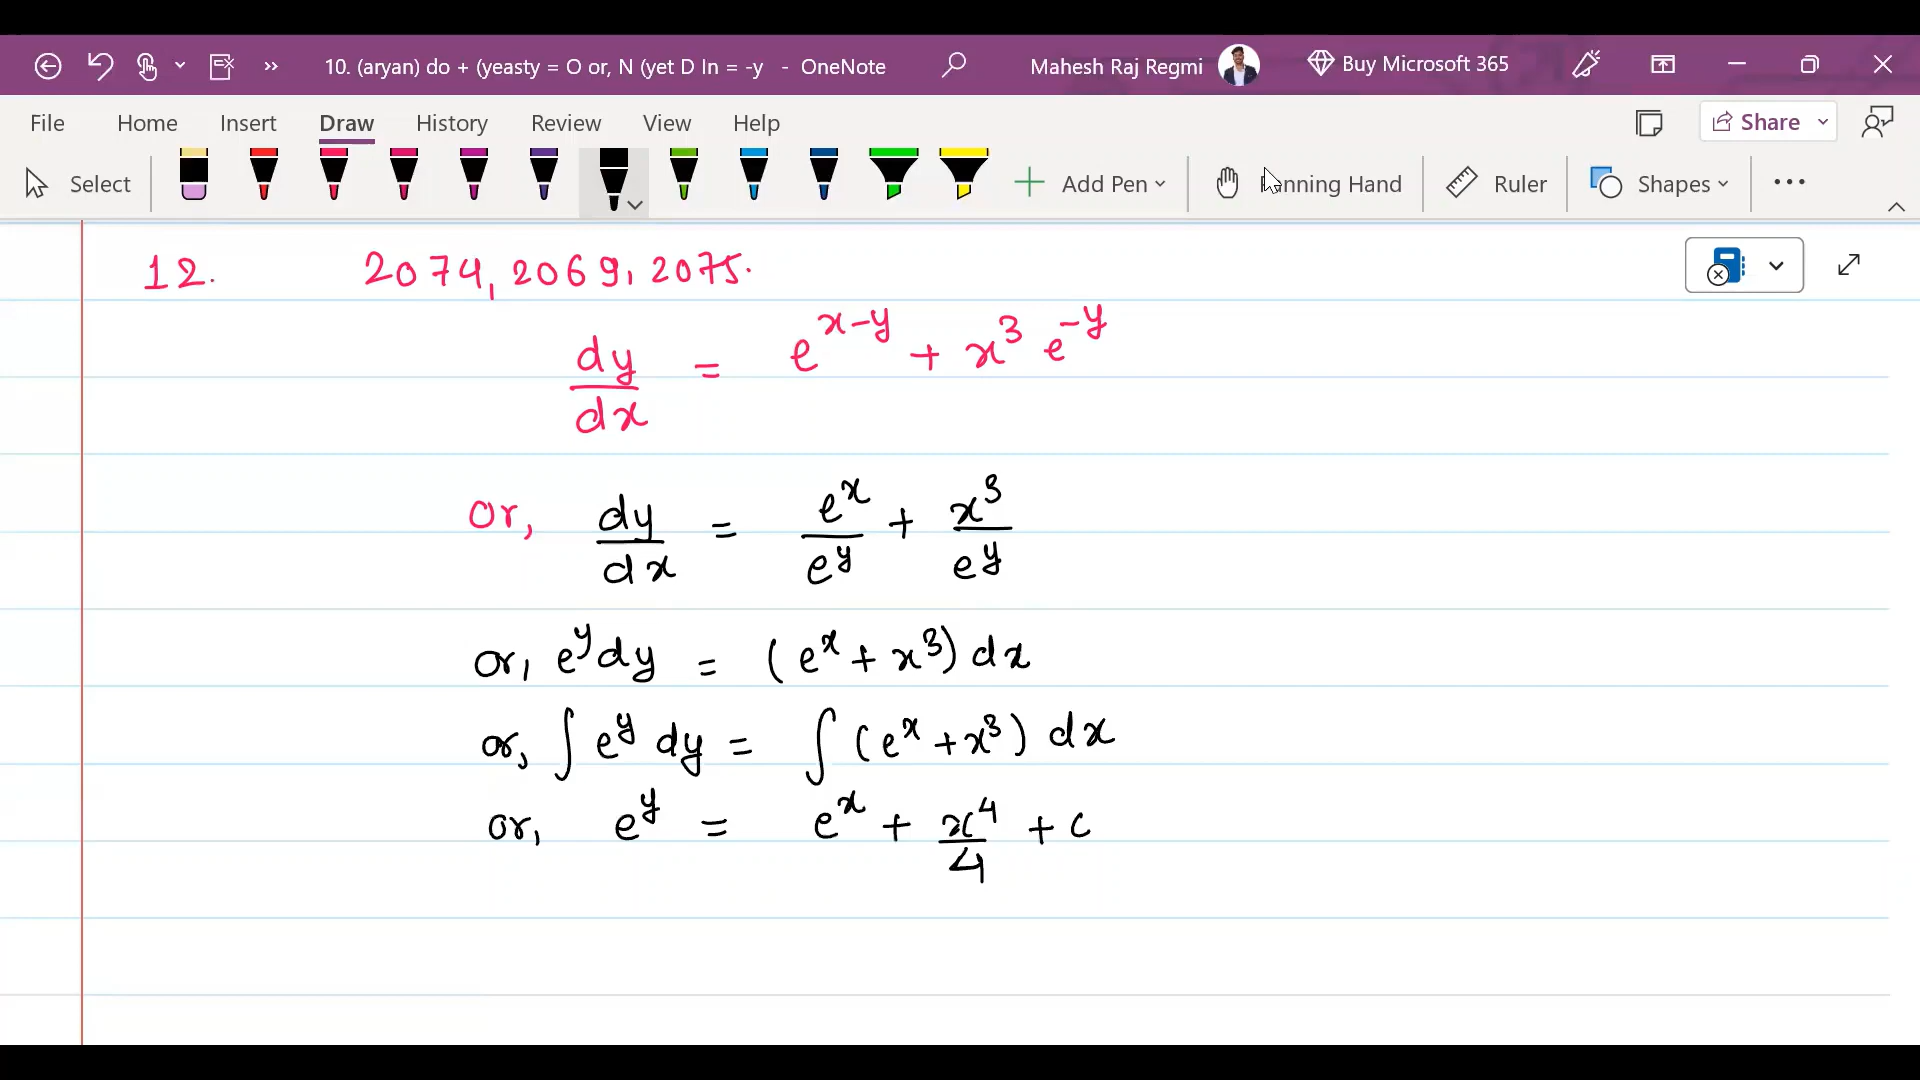 10. (aryan) do + (yeasty = O or, N (yet D In = -y - OneNote Mahesh Raj Regmi Buy Microsoft 365
File Home Insert Draw History Review View Help Share
Select Add Pen Panning Hand Ruler Shapes
12. 2074, 2069, 2075.
dy/dx = e^(x-y) + x^3 e^(-y)
or, dy/dx = e^x/e^y + x^3/e^y
or, e^y dy = (e^x + x^3) dx
or, ∫ e^y dy = ∫ (e^x + x^3) dx
or, e^y = e^x + x^4/4 + c